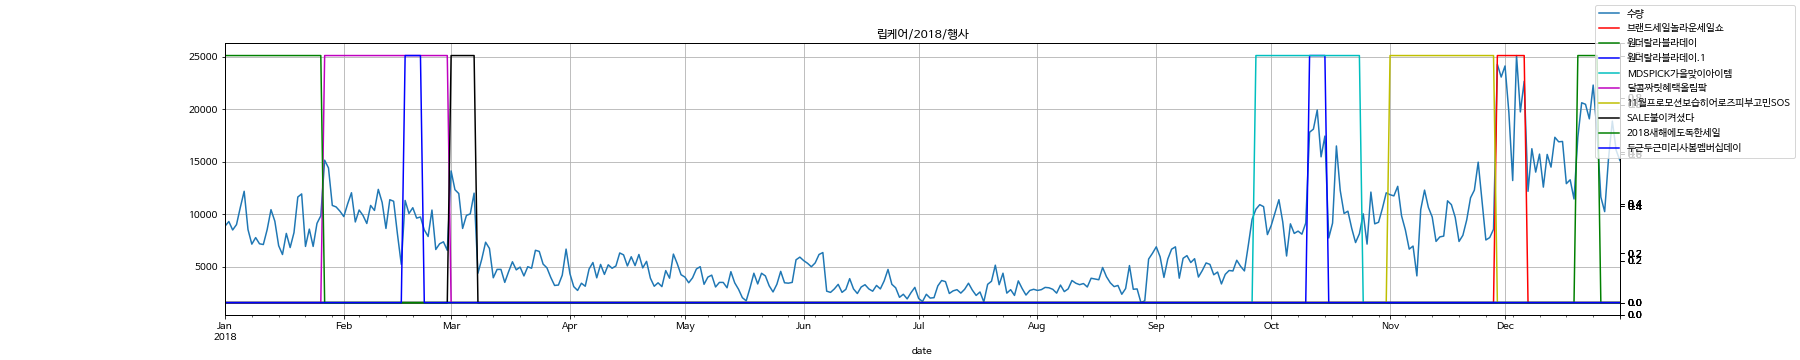 립케어/2018/행사
수량
브랜드세일놀라운세일쇼
원더랄라블라데이
원더랄라블라데이.1
MDSPICK가을맞이아이템
달콤짜릿혜택올림팍
11월프로모션보습히어로즈피부고민SOS
SALE불이켜졌다
2018새해에도독한세일
두근두근미리사봄멤버십데이
25000
20000
15000
10000
5000
0.4
0.4
0.2
0.2
0.0
0.0
Jan
2018
Feb
Mar
Apr
May
Jun
Jul
Aug
Sep
Oct
Nov
Dec
date